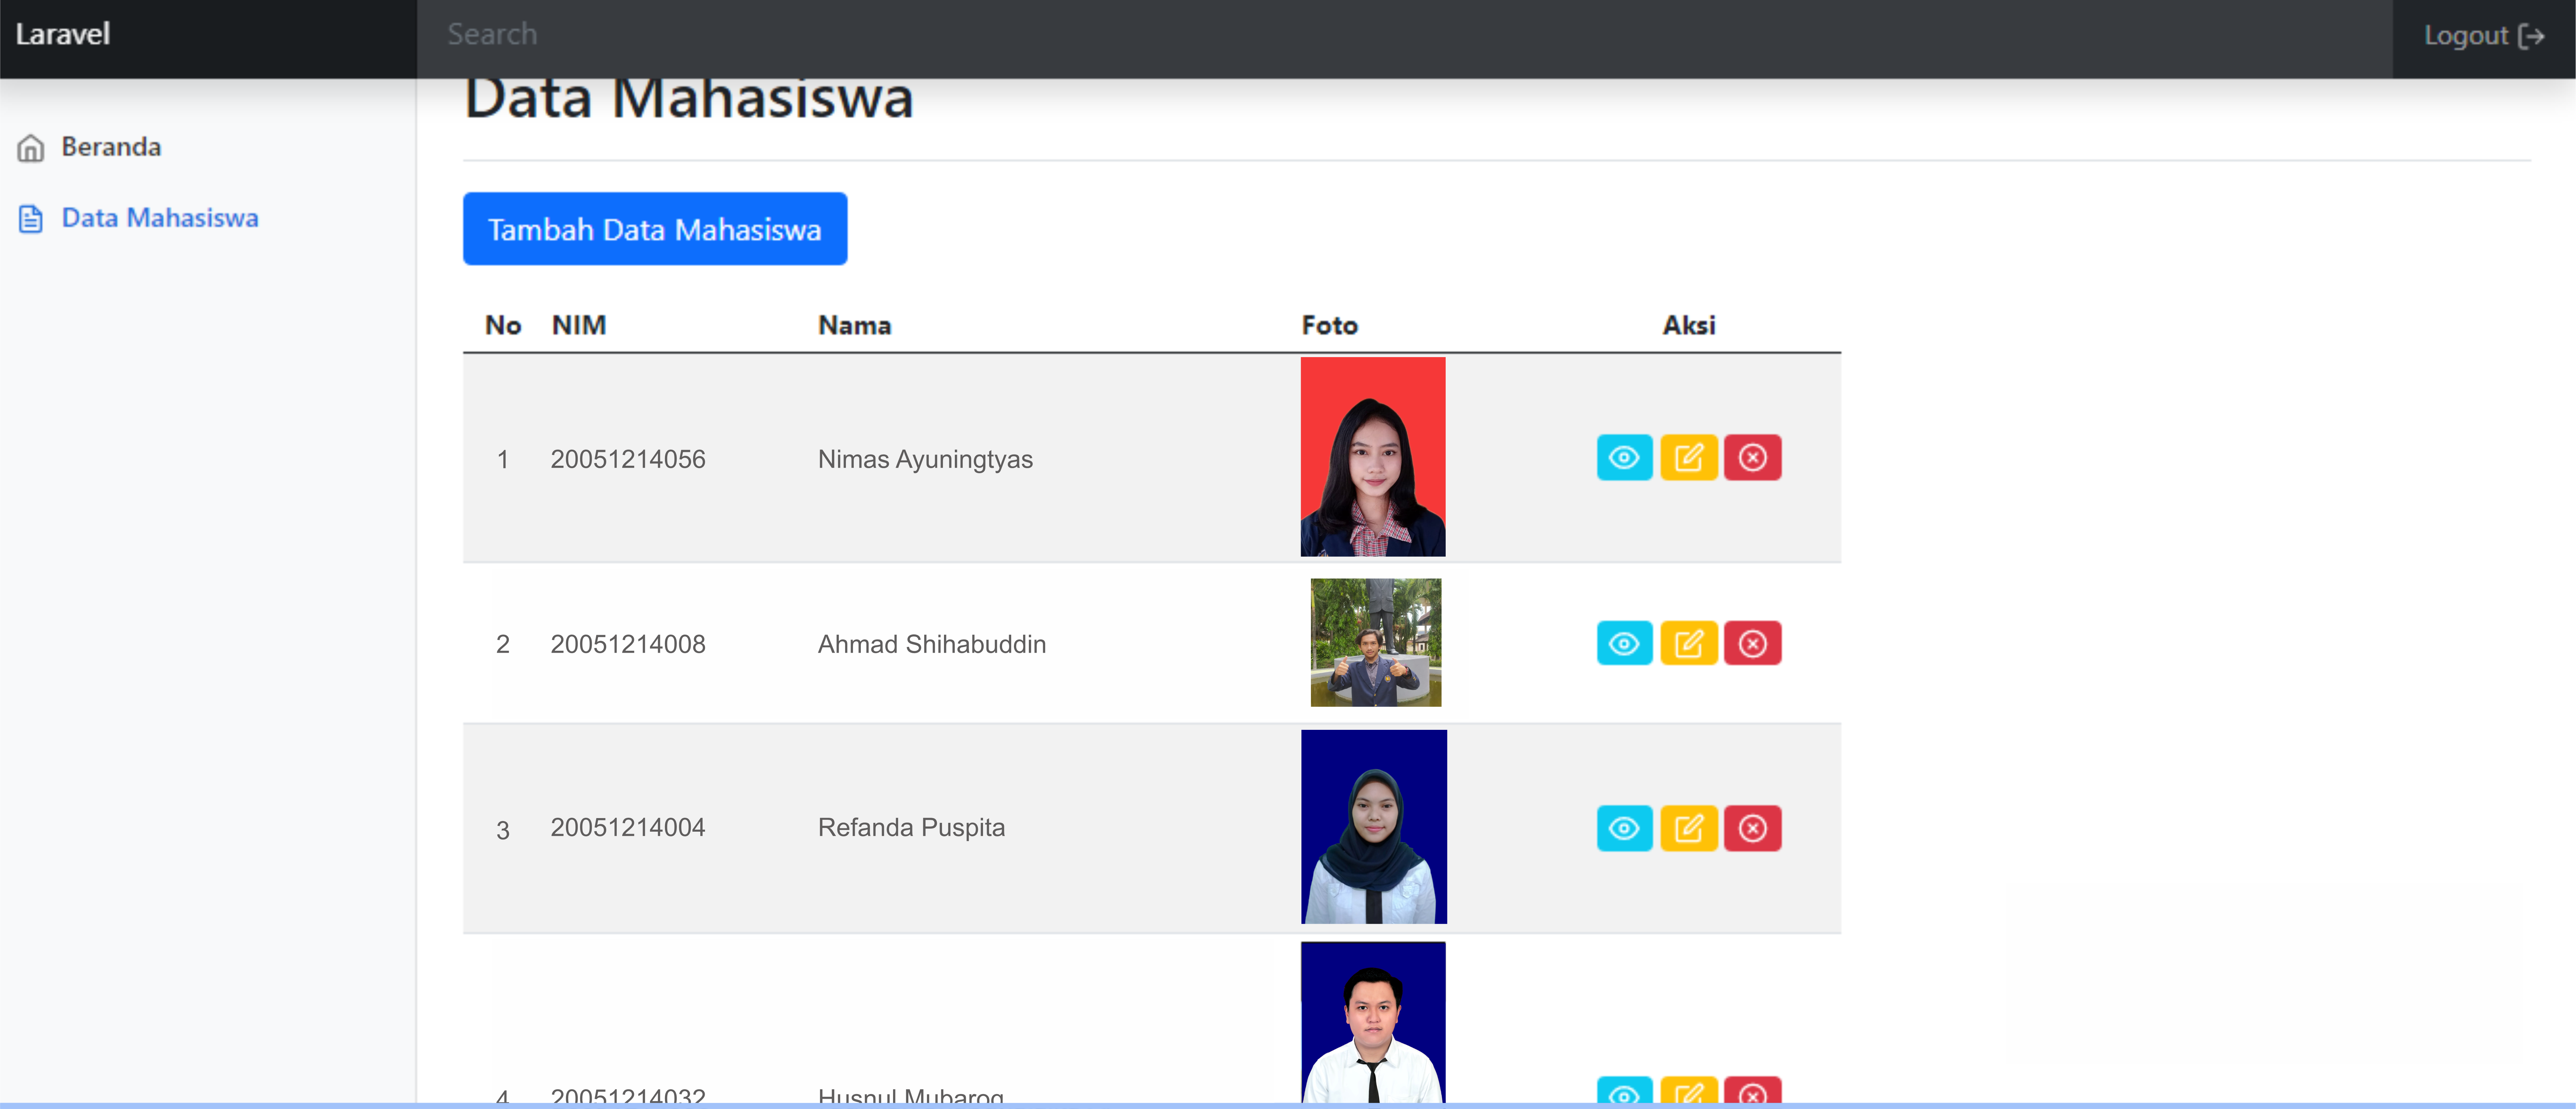 Laravel Search Logout
Data Mahasiswa
Beranda
Data Mahasiswa
Tambah Data Mahasiswa
No NIM Nama Foto Aksi
1 20051214056 Nimas Ayuningtyas
2 20051214008 Ahmad Shihabuddin
3 20051214004 Refanda Puspita
4 20051214032 Husnul Mubaroq